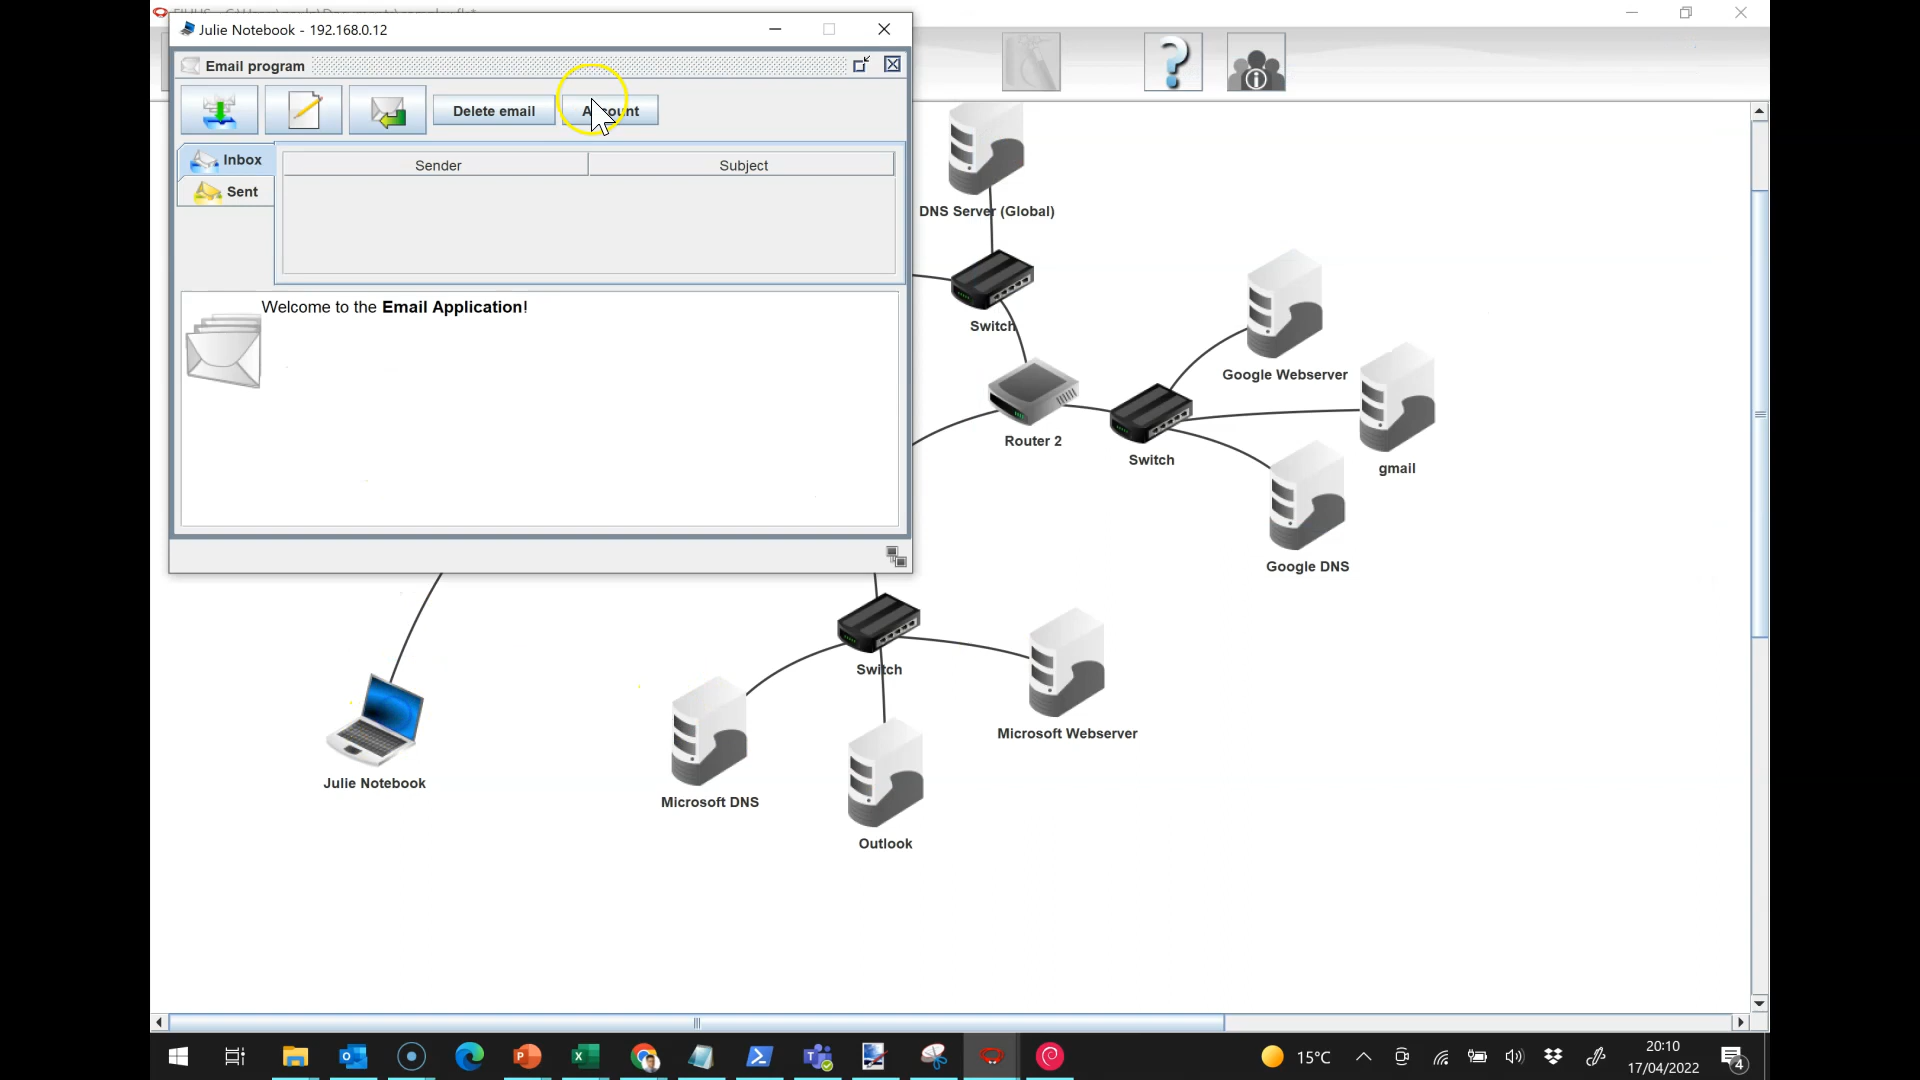 Julie Notebook - 192.168.0.12
Email program
Delete email
Inbox
Sender
Subject
Sent
Welcome to the Email Application!
DNS Server (Global)
Switch
Google Webserver
Router 2
Switch
gmail
Google DNS
Switch
Microsoft Webserver
Julie Notebook
Microsoft DNS
Outlook
15°C
20:10
17/04/2022
4